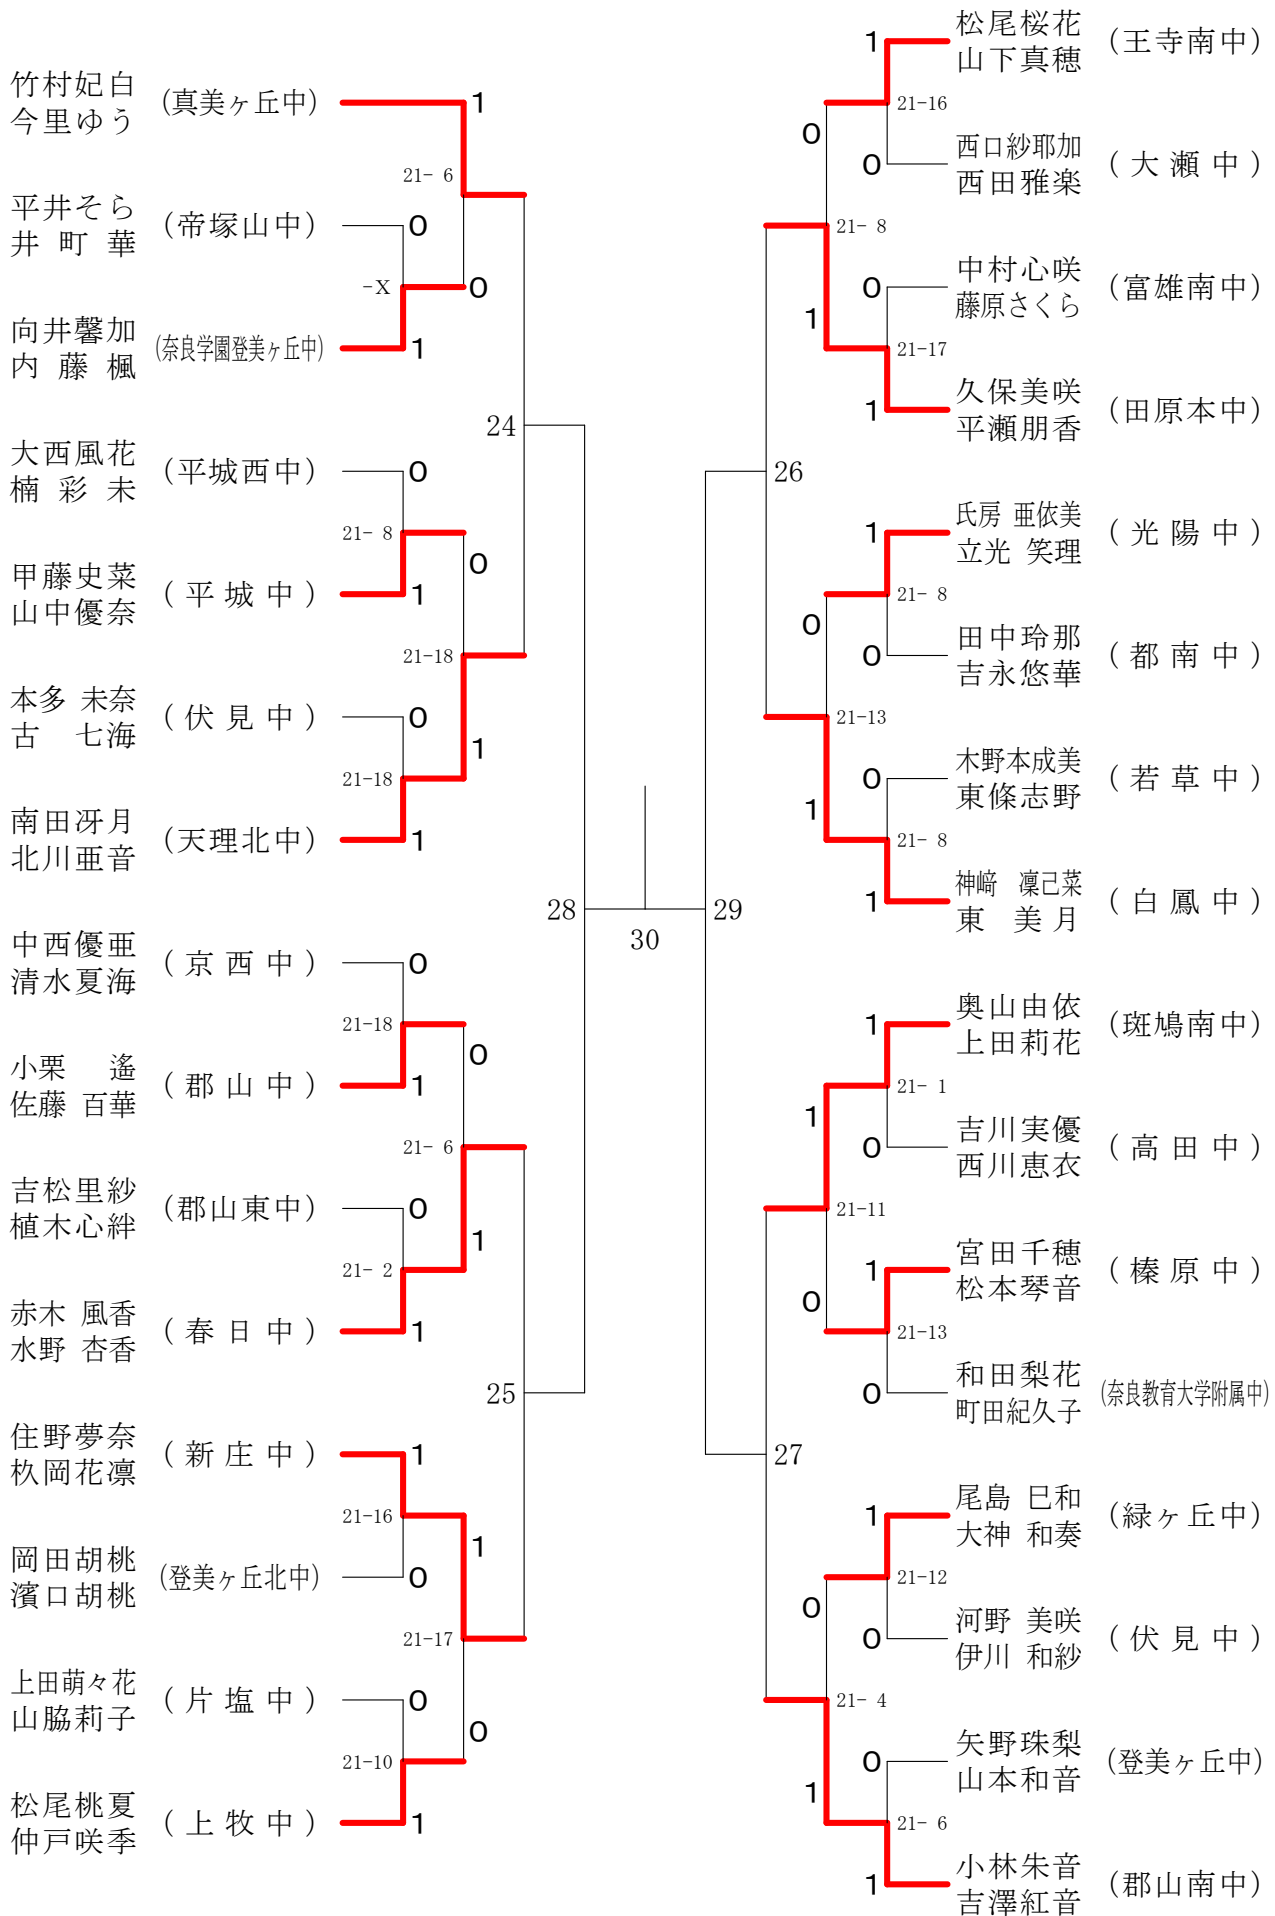 竹村妃白
今里ゆう
(真美ヶ丘中)
1
21- 6
平井そら
井町華
(帝塚山中)
0
-X
0
向井馨加
内藤楓
(奈良学園登美ヶ丘中)
1
24
大西風花
楠彩未
(平城西中)
0
21- 8
0
甲藤史菜
山中優奈
(平城中)
1
21-18
本多 未奈
古 七海
(伏見中)
0
21-18
1
南田冴月
北川亜音
(天理北中)
1
28
中西優亜
清水夏海
(京西中)
0
21-18
0
小栗 遙
佐藤 百華
(郡山中)
1
21- 6
吉松里紗
植木心絆
(郡山東中)
0
21- 2
1
赤木 風香
水野 杏香
(春日中)
1
25
住野夢奈
杁岡花凛
(新庄中)
1
21-16
1
岡田胡桃
濱口胡桃
(登美ヶ丘北中)
0
21-17
上田萌々花
山脇莉子
(片塩中)
0
21-10
0
松尾桃夏
仲戸咲季
(上牧中)
1
30
1
松尾桜花
山下真穂
(王寺南中)
21-16
0
0
西口紗耶加
西田雅楽
(大瀬中)
21- 8
0
中村心咲
藤原さくら
(富雄南中)
1
21-17
1
久保美咲
平瀬朋香
(田原本中)
26
1
氏房 亜依美
立光 笑理
(光陽中)
21- 8
0
0
田中玲那
吉永悠華
(都南中)
21-13
0
木野本成美
東條志野
(若草中)
1
21- 8
1
神﨑 凜己菜
東 美月
(白鳳中)
29
1
奥山由依
上田莉花
(斑鳩南中)
21- 1
1
0
吉川実優
西川恵衣
(高田中)
21-11
1
宮田千穂
松本琴音
(榛原中)
0
21-13
0
和田梨花
町田紀久子
(奈良教育大学附属中)
27
1
尾島 巳和
大神 和奏
(緑ヶ丘中)
21-12
0
0
河野 美咲
伊川 和紗
(伏見中)
21- 4
0
矢野珠梨
山本和音
(登美ヶ丘中)
1
21- 6
1
小林朱音
吉澤紅音
(郡山南中)